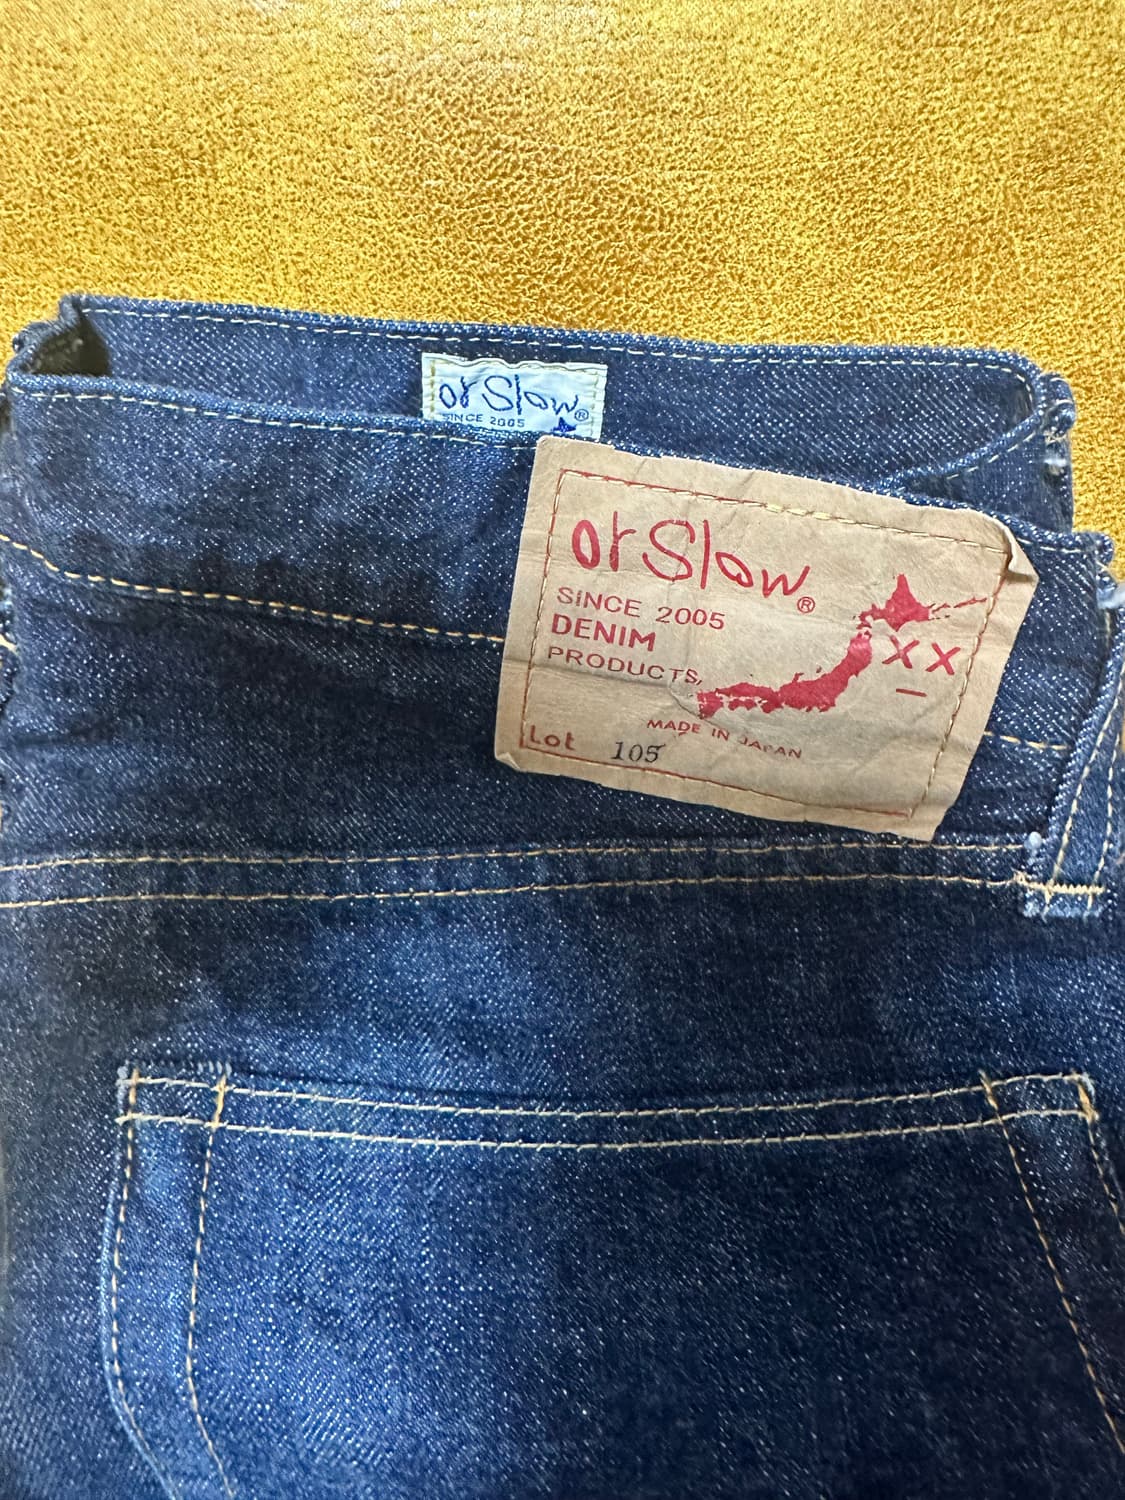 orSlow®
SINCE 2005
orSlow®
SINCE 2005
DENIM
PRODUCTS,
XX
MADE IN JAPAN
Lot 105